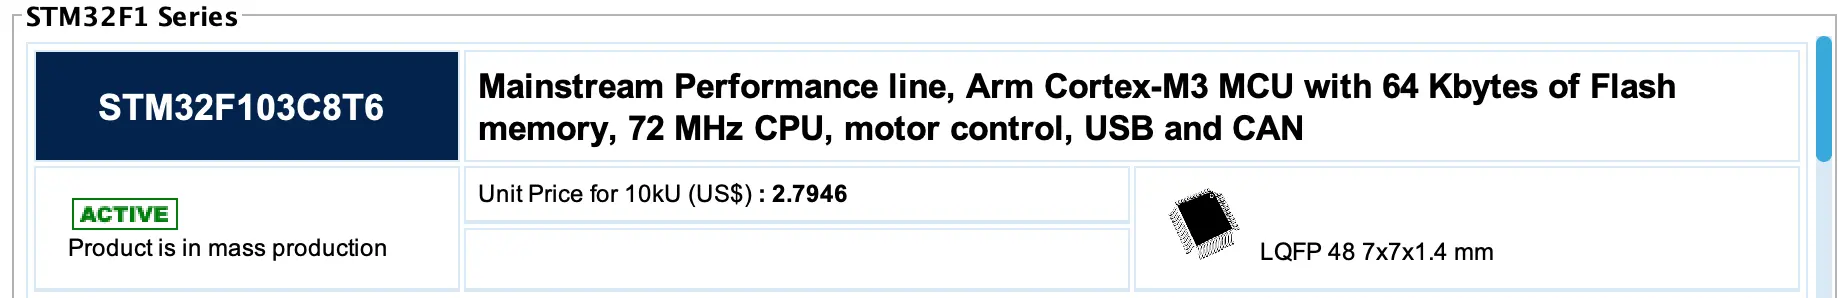 STM32F1 Series
STM32F103C8T6
Mainstream Performance line, Arm Cortex-M3 MCU with 64 Kbytes of Flash
memory, 72 MHz CPU, motor control, USB and CAN
ACTIVE
Product is in mass production
Unit Price for 10kU (US$) : 2.7946
LQFP 48 7x7x1.4 mm